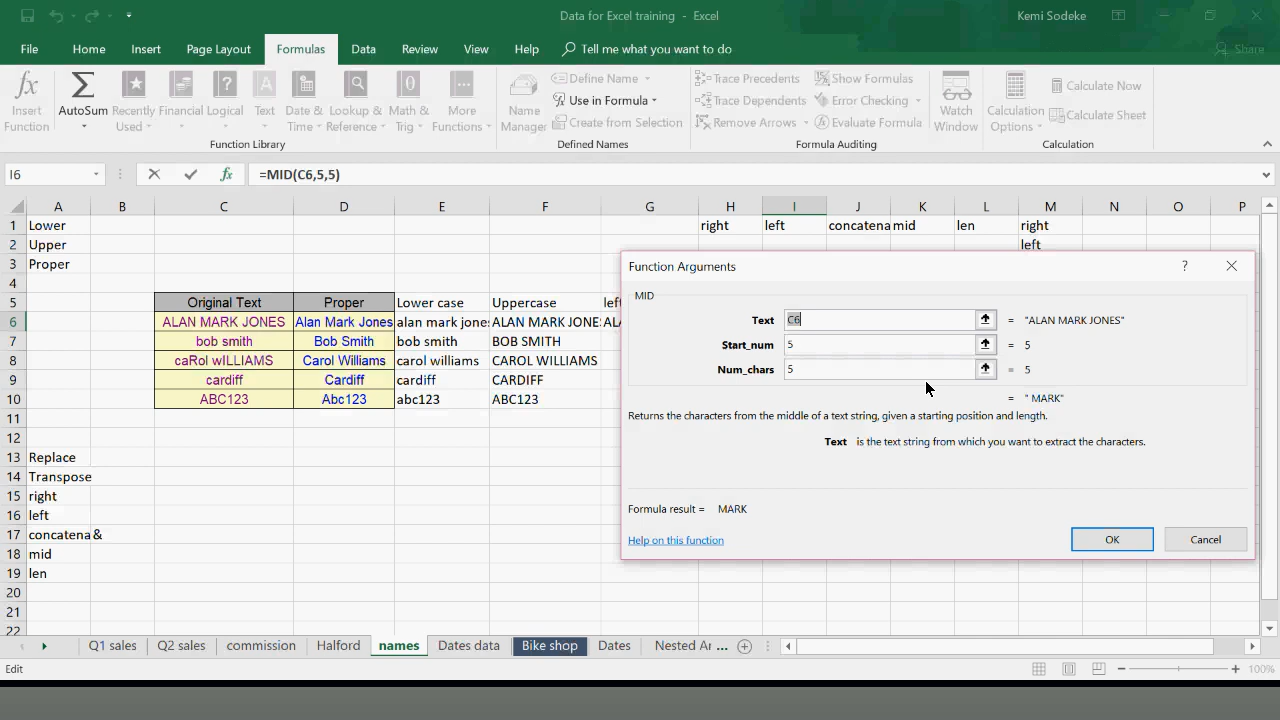 Data for Excel training - Excel
Kemi Sodeke
File Home Insert Page Layout Formulas Data Review View Help Tell me what you want to do Share
Insert Function
AutoSum
Recently Used
Financial
Logical
Text
Date & Time
Lookup & Reference
Math & Trig
More Functions
Function Library
Name Manager
Define Name
Use in Formula
Create from Selection
Defined Names
Trace Precedents
Trace Dependents
Remove Arrows
Show Formulas
Error Checking
Evaluate Formula
Formula Auditing
Watch Window
Calculation Options
Calculate Now
Calculate Sheet
Calculation
I6 fx =MID(C6,5,5)
A B C D E F G H I J K L M N O P
1 Lower right left concatena mid len right
2 Upper left
3 Proper
4
5 Original Text Proper Lower case Uppercase
6 ALAN MARK JONES Alan Mark Jones alan mark jone: ALAN MARK JONE:
7 bob smith Bob Smith bob smith BOB SMITH
8 caRol wILLIAMS Carol Williams carol williams CAROL WILLIAMS
9 cardiff Cardiff cardiff CARDIFF
10 ABC123 Abc123 abc123 ABC123
11
12
13 Replace
14 Transpose
15 right
16 left
17 concatena &
18 mid
19 len
20
21
22
Function Arguments ?
MID
Text C6 = "ALAN MARK JONES"
Start_num 5 = 5
Num_chars 5 = 5
= " MARK"
Returns the characters from the middle of a text string, given a starting position and length.
Text is the text string from which you want to extract the characters.
Formula result = MARK
Help on this function
OK Cancel
Q1 sales Q2 sales commission Halford names Dates data Bike shop Dates Nested Ar ...
Edit 100%